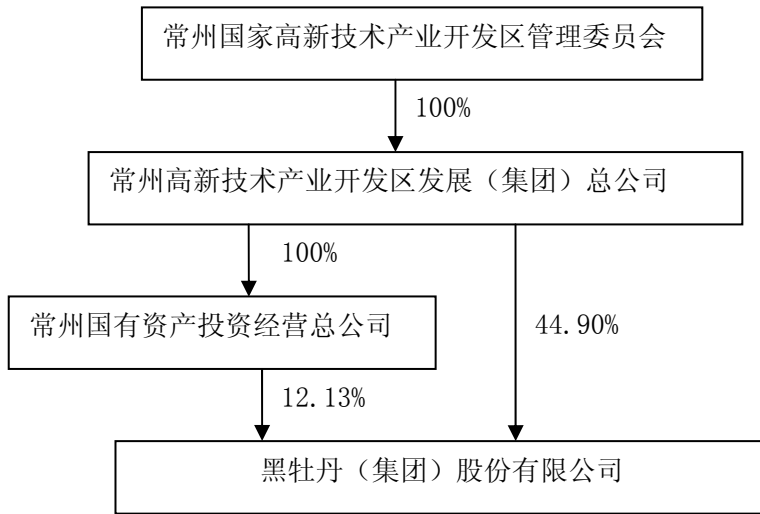 常州国家高新技术产业开发区管理委员会
100%
常州高新技术产业开发区发展（集团）总公司
100%
常州国有资产投资经营总公司
44.90%
12.13%
黑牡丹（集团）股份有限公司